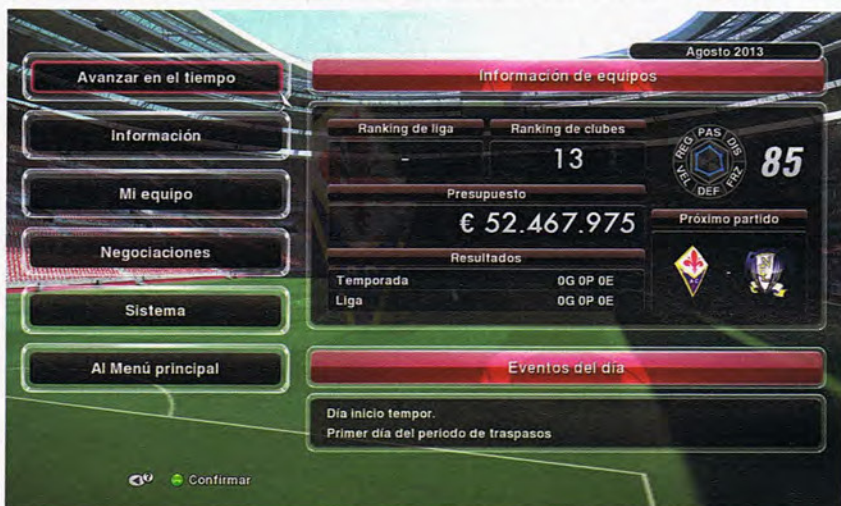 Agosto 2013
Avanzar en el tiempo
Información
Mi equipo
Negociaciones
Sistema
Al Menú principal
Información de equipos
Ranking de liga
Ranking de clubes
-
13
PAS
DIS
FRZ
DEF
VEL
REG
85
Presupuesto
€ 52.467.975
Próximo partido
-
Resultados
Temporada 0G 0P 0E
Liga 0G 0P 0E
Eventos del día
Día inicio tempor.
Primer día del periodo de traspasos
Confirmar